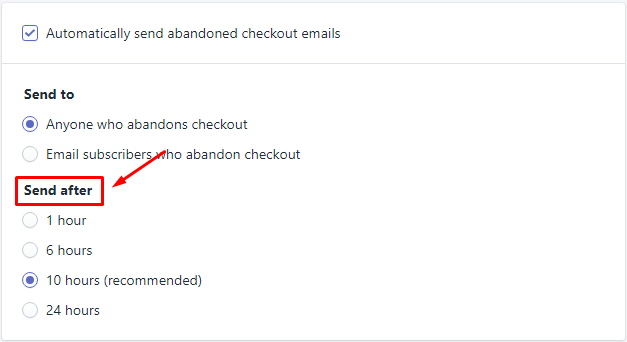 Automatically send abandoned checkout emails
Send to
Anyone who abandons checkout
Email subscribers who abandon checkout
Send after
1 hour
6 hours
10 hours (recommended)
24 hours